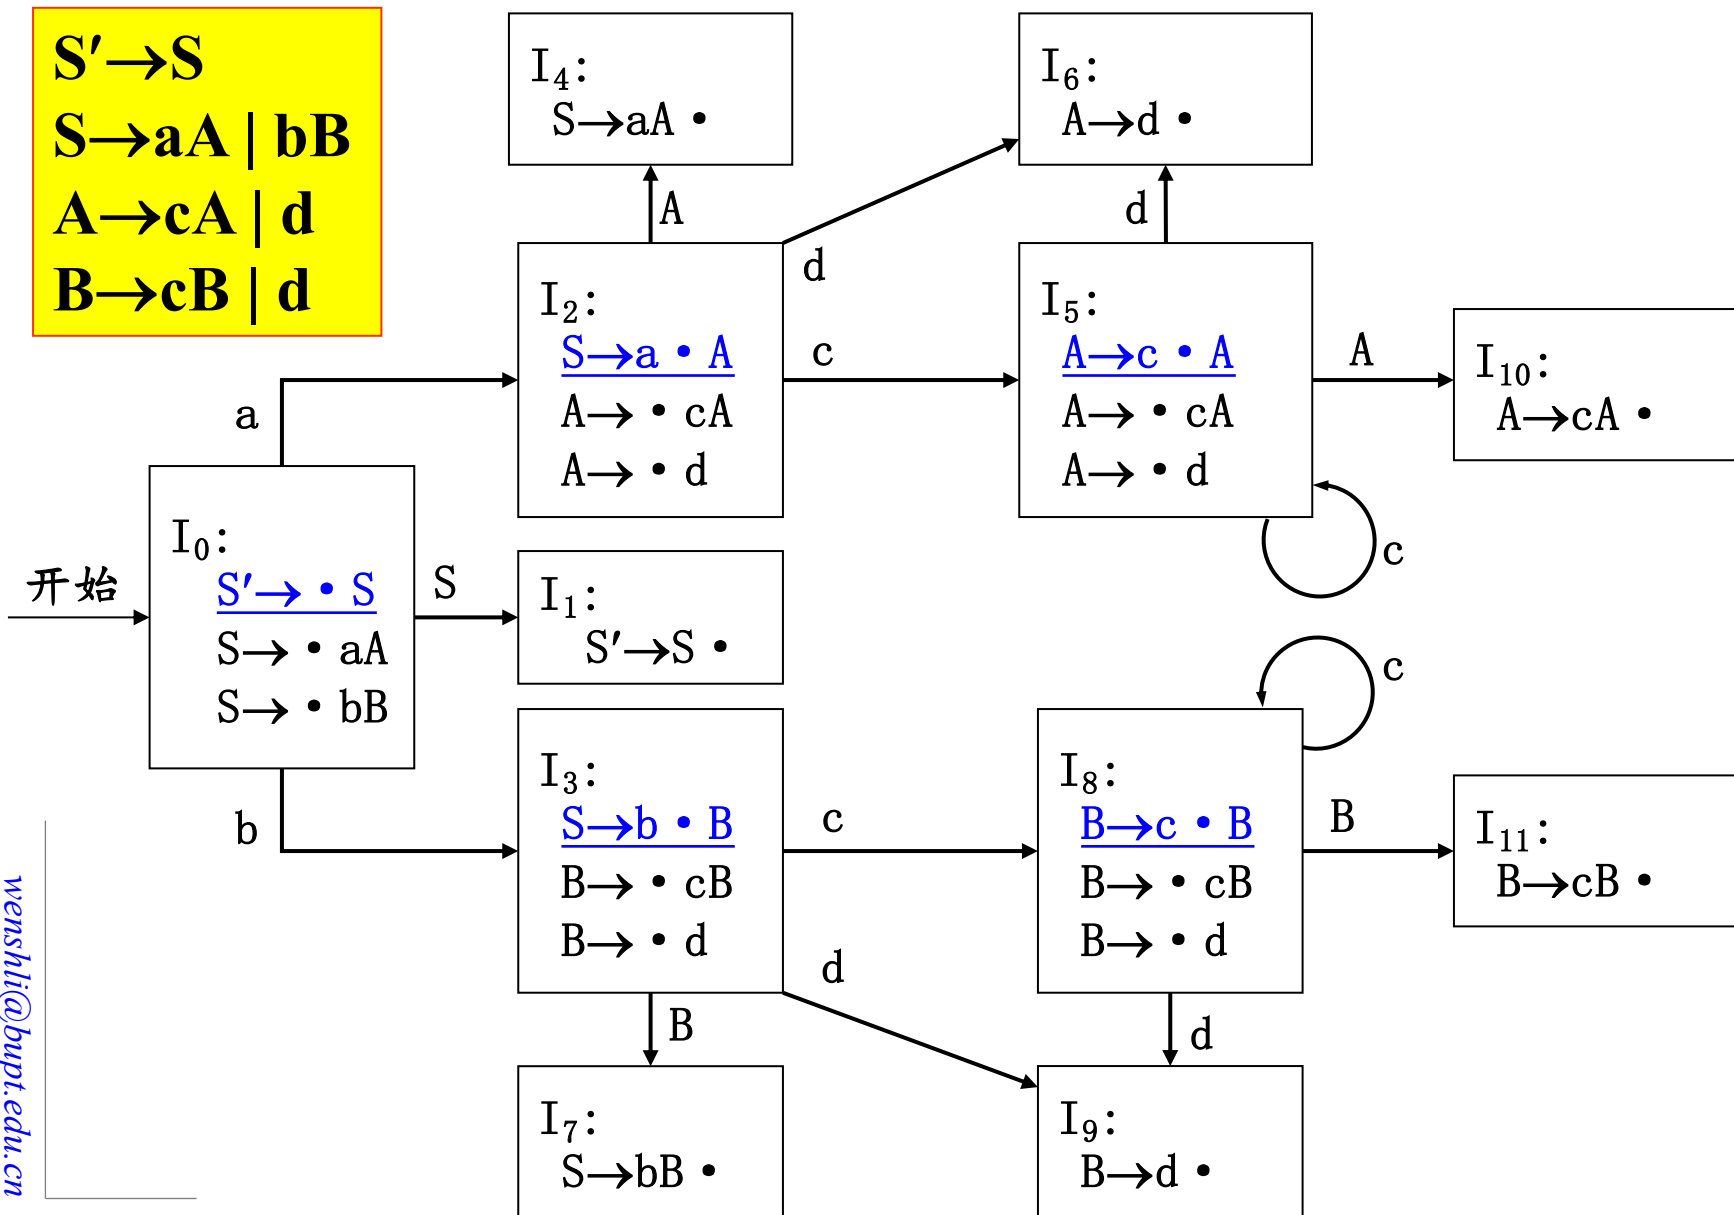 S′→S
S→aA | bB
A→cA | d
B→cB | d
I₄:
S→aA·
I₆:
A→d·
A
d
d
I₂:
S→a·A
A→·cA
A→·d
c
I₅:
A→c·A
A→·cA
A→·d
A
I₁₀:
A→cA·
c
a
开始
I₀:
S′→·S
S→·aA
S→·bB
S
I₁:
S′→S·
b
I₃:
S→b·B
B→·cB
B→·d
c
c
I₈:
B→c·B
B→·cB
B→·d
B
I₁₁:
B→cB·
B
d
d
I₇:
S→bB·
I₉:
B→d·
wenshli@bupt.edu.cn